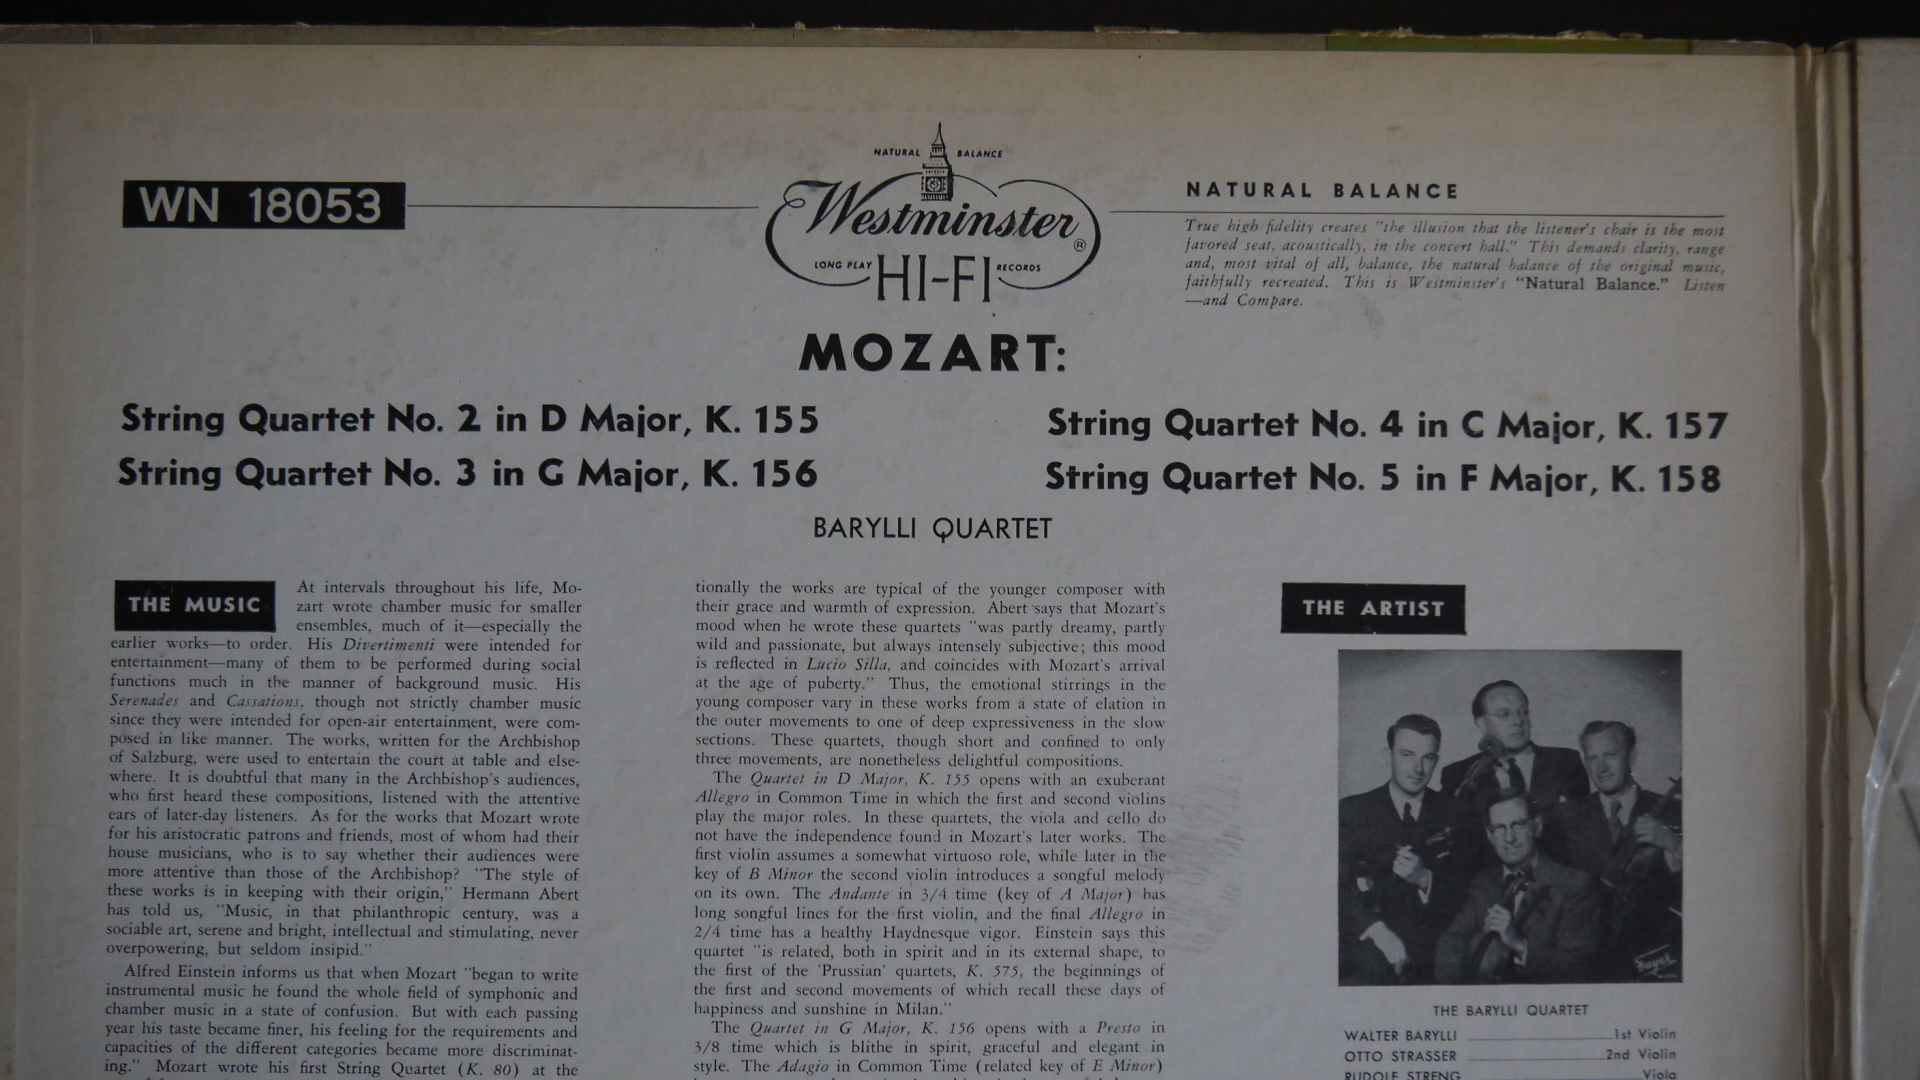 WN 18053
NATURAL BALANCE
Westminster ®
LONG PLAY HI-FI RECORDS
NATURAL BALANCE
True high fidelity creates "the illusion that the listener's chair is the most
favored seat, acoustically, in the concert hall." This demands clarity, range
and, most vital of all, balance, the natural balance of the original music,
faithfully recreated. This is Westminster's "Natural Balance." Listen
—and Compare.
MOZART:
String Quartet No. 2 in D Major, K. 155
String Quartet No. 3 in G Major, K. 156
String Quartet No. 4 in C Major, K. 157
String Quartet No. 5 in F Major, K. 158
BARYLLI QUARTET
THE MUSIC
At intervals throughout his life, Mo-
zart wrote chamber music for smaller
ensembles, much of it—especially the
earlier works—to order. His Divertimenti were intended for
entertainment—many of them to be performed during social
functions much in the manner of background music. His
Serenades and Cassations, though not strictly chamber music
since they were intended for open-air entertainment, were com-
posed in like manner. The works, written for the Archbishop
of Salzburg, were used to entertain the court at table and else-
where. It is doubtful that many in the Archbishop's audiences,
who first heard these compositions, listened with the attentive
ears of later-day listeners. As for the works that Mozart wrote
for his aristocratic patrons and friends, most of whom had their
house musicians, who is to say whether their audiences were
more attentive than those of the Archbishop? "The style of
these works is in keeping with their origin," Hermann Abert
has told us, "Music, in that philanthropic century, was a
sociable art, serene and bright, intellectual and stimulating, never
overpowering, but seldom insipid."
Alfred Einstein informs us that when Mozart "began to write
instrumental music he found the whole field of symphonic and
chamber music in a state of confusion. But with each passing
year his taste became finer, his feeling for the requirements and
capacities of the different categories became more discriminat-
ing." Mozart wrote his first String Quartet (K. 80) at the
tionally the works are typical of the younger composer with
their grace and warmth of expression. Abert says that Mozart's
mood when he wrote these quartets "was partly dreamy, partly
wild and passionate, but always intensely subjective; this mood
is reflected in Lucio Silla, and coincides with Mozart's arrival
at the age of puberty." Thus, the emotional stirrings in the
young composer vary in these works from a state of elation in
the outer movements to one of deep expressiveness in the slow
sections. These quartets, though short and confined to only
three movements, are nonetheless delightful compositions.
The Quartet in D Major, K. 155 opens with an exuberant
Allegro in Common Time in which the first and second violins
play the major roles. In these quartets, the viola and cello do
not have the independence found in Mozart's later works. The
first violin assumes a somewhat virtuoso role, while later in the
key of B Minor the second violin introduces a songful melody
on its own. The Andante in 3/4 time (key of A Major) has
long songful lines for the first violin, and the final Allegro in
2/4 time has a healthy Haydnesque vigor. Einstein says this
quartet "is related, both in spirit and in its external shape, to
the first of the 'Prussian' quartets, K. 575, the beginnings of
the first and second movements of which recall these days of
happiness and sunshine in Milan."
The Quartet in G Major, K. 156 opens with a Presto in
3/8 time which is blithe in spirit, graceful and elegant in
style. The Adagio in Common Time (related key of E Minor)
THE ARTIST
THE BARYLLI QUARTET
WALTER BARYLLI 1st Violin
OTTO STRASSER 2nd Violin
RUDOLF STRENG Viola